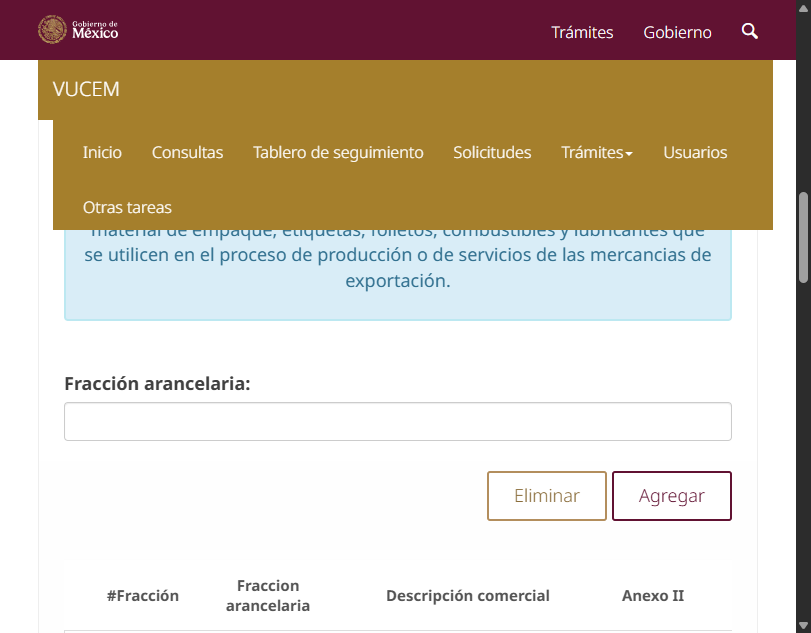 Gobierno de
México
Trámites
Gobierno
VUCEM
Inicio
Consultas
Tablero de seguimiento
Solicitudes
Trámites
Usuarios
Otras tareas
material de empaque, etiquetas, folletos, combustibles y lubricantes que
se utilicen en el proceso de producción o de servicios de las mercancias de
exportación.
Fracción arancelaria:
Eliminar
Agregar
#Fracción
Fraccion
arancelaria
Descripción comercial
Anexo II